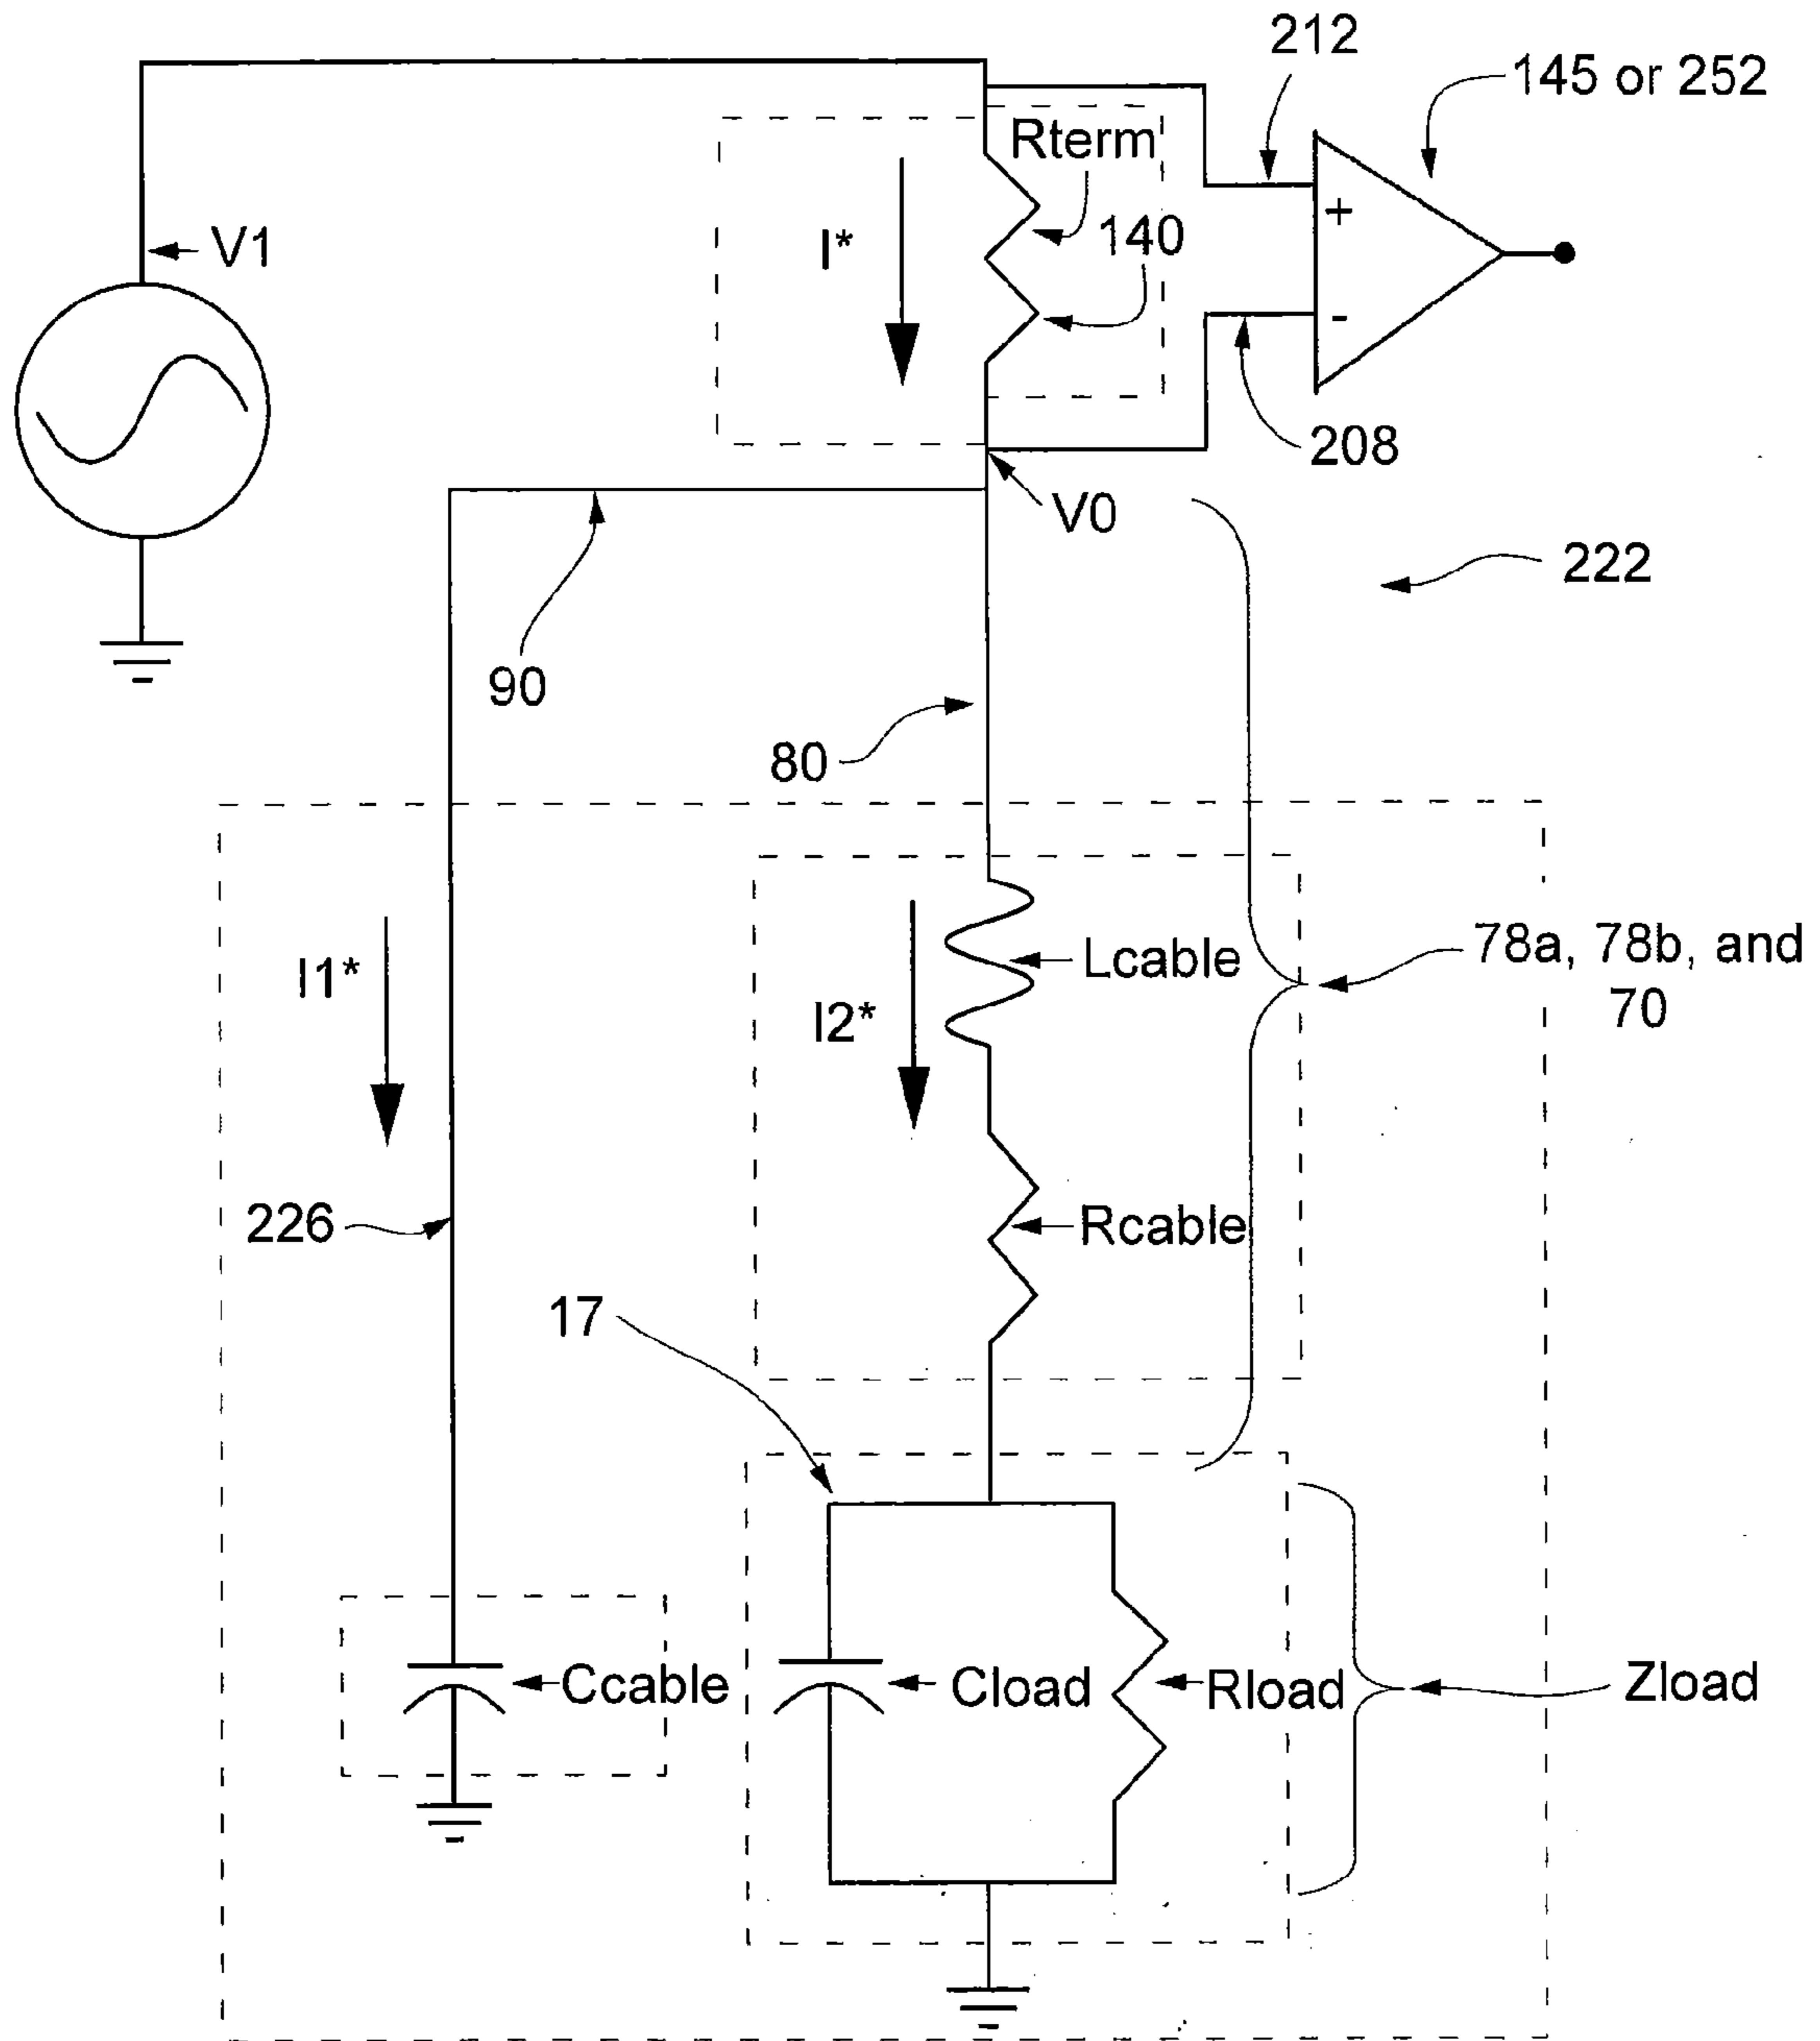 212
145 or 252
Rterm
V1
I*
140
+
-
208
V0
222
90
80
Lcable
78a, 78b, and
70
I1*
I2*
226
Rcable
17
Ccable
Cload
Rload
Zload